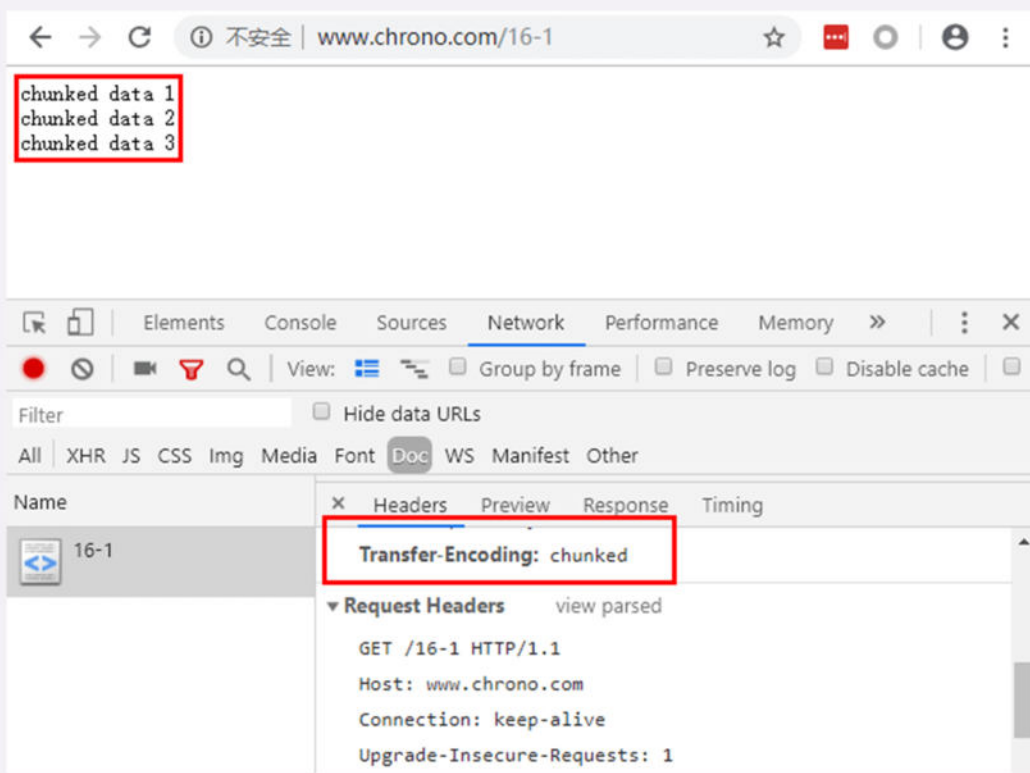 不安全 | www.chrono.com/16-1
chunked data 1
chunked data 2
chunked data 3
Elements Console Sources Network Performance Memory »
View: Group by frame Preserve log Disable cache
Filter Hide data URLs
All XHR JS CSS Img Media Font Doc WS Manifest Other
Name × Headers Preview Response Timing
16-1
Transfer-Encoding: chunked
Request Headers view parsed
GET /16-1 HTTP/1.1
Host: www.chrono.com
Connection: keep-alive
Upgrade-Insecure-Requests: 1